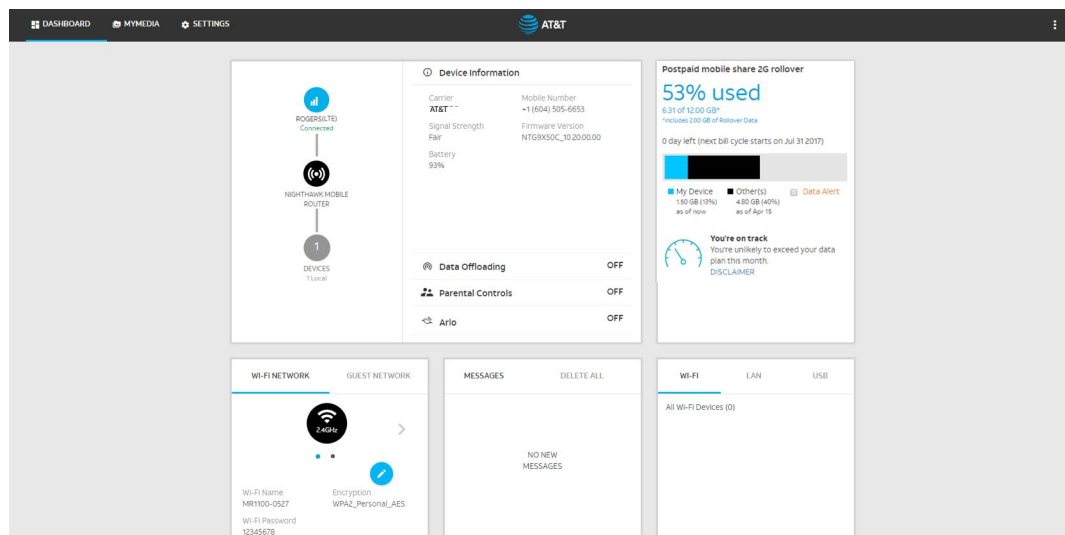 DASHBOARD MYMEDIA SETTINGS AT&T
ROGERS(LTE)
Connected
NIGHTHAWK MOBILE
ROUTER
1
DEVICES
1 Local
Device Information
Carrier Mobile Number
AT&T +1 (604) 505-6653
Signal Strength Firmware Version
Fair NTG9X50C_10.20.00.00
Battery
93%
Data Offloading OFF
Parental Controls OFF
Arlo OFF
Postpaid mobile share 2G rollover
53% used
6.31 of 12.00 GB*
*Includes 2.00 GB of Rollover Data
0 day left (next bill cycle starts on Jul 31 2017)
My Device Other(s) Data Alert
1.50 GB (13%) 4.80 GB (40%)
as of now as of Apr 15
You're on track
You're unlikely to exceed your data
plan this month.
DISCLAIMER
WI-FI NETWORK GUEST NETWORK
2.4GHz
Wi-Fi Name Encryption
MR1100-0527 WPA2_Personal_AES
Wi-Fi Password
12345678
MESSAGES DELETE ALL
NO NEW
MESSAGES
WI-FI LAN USB
All Wi-Fi Devices (0)